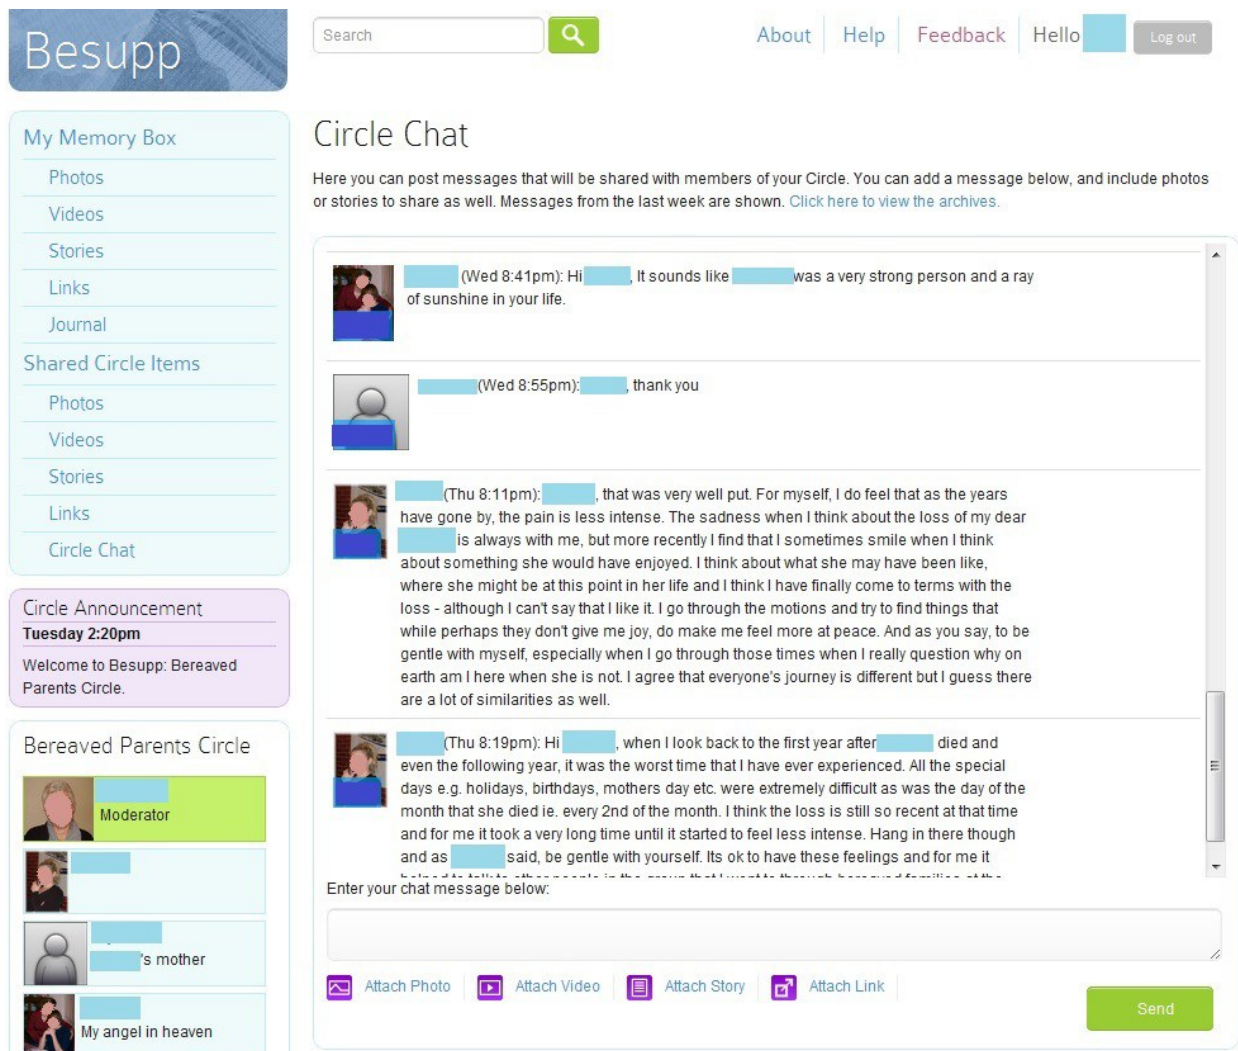 Besupp
Search
About
Help
Feedback
Hello
Log out
My Memory Box
Photos
Videos
Stories
Links
Journal
Shared Circle Items
Photos
Videos
Stories
Links
Circle Chat
Circle Announcement
Tuesday 2:20pm
Welcome to Besupp: Bereaved
Parents Circle.
Bereaved Parents Circle
Moderator
's mother
My angel in heaven
Circle Chat
Here you can post messages that will be shared with members of your Circle. You can add a message below, and include photos
or stories to share as well. Messages from the last week are shown. Click here to view the archives.
(Wed 8:41pm): Hi , It sounds like was a very strong person and a ray
of sunshine in your life.
(Wed 8:55pm): , thank you
(Thu 8:11pm): , that was very well put. For myself, I do feel that as the years
have gone by, the pain is less intense. The sadness when I think about the loss of my dear
is always with me, but more recently I find that I sometimes smile when I think
about something she would have enjoyed. I think about what she may have been like,
where she might be at this point in her life and I think I have finally come to terms with the
loss - although I can't say that I like it. I go through the motions and try to find things that
while perhaps they don't give me joy, do make me feel more at peace. And as you say, to be
gentle with myself, especially when I go through those times when I really question why on
earth am I here when she is not. I agree that everyone's journey is different but I guess there
are a lot of similarities as well.
(Thu 8:19pm): Hi , when I look back to the first year after died and
even the following year, it was the worst time that I have ever experienced. All the special
days e.g. holidays, birthdays, mothers day etc. were extremely difficult as was the day of the
month that she died ie. every 2nd of the month. I think the loss is still so recent at that time
and for me it took a very long time until it started to feel less intense. Hang in there though
and as said, be gentle with yourself. Its ok to have these feelings and for me it
Enter your chat message below:
Attach Photo
Attach Video
Attach Story
Attach Link
Send